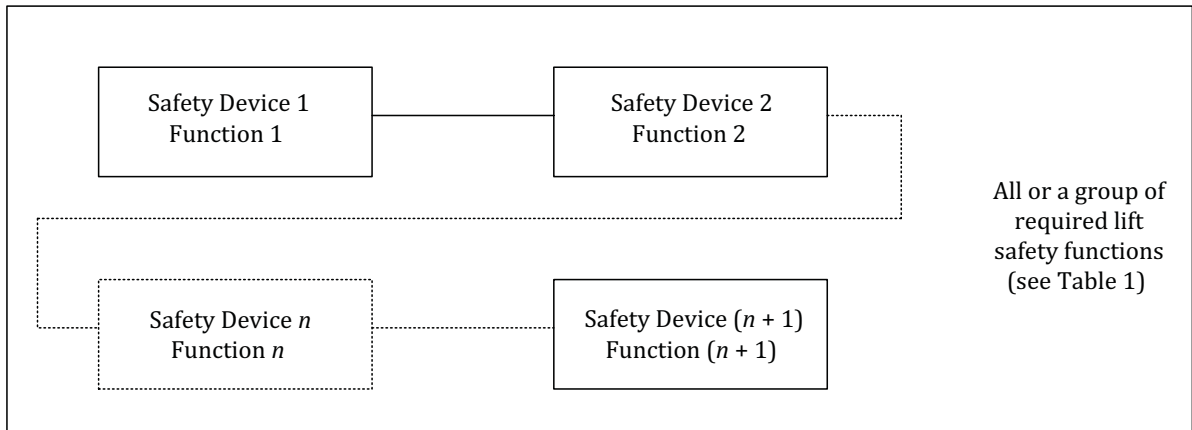 Safety Device 1
Function 1
Safety Device 2
Function 2
All or a group of
required lift
safety functions
(see Table 1)
Safety Device n
Function n
Safety Device (n + 1)
Function (n + 1)